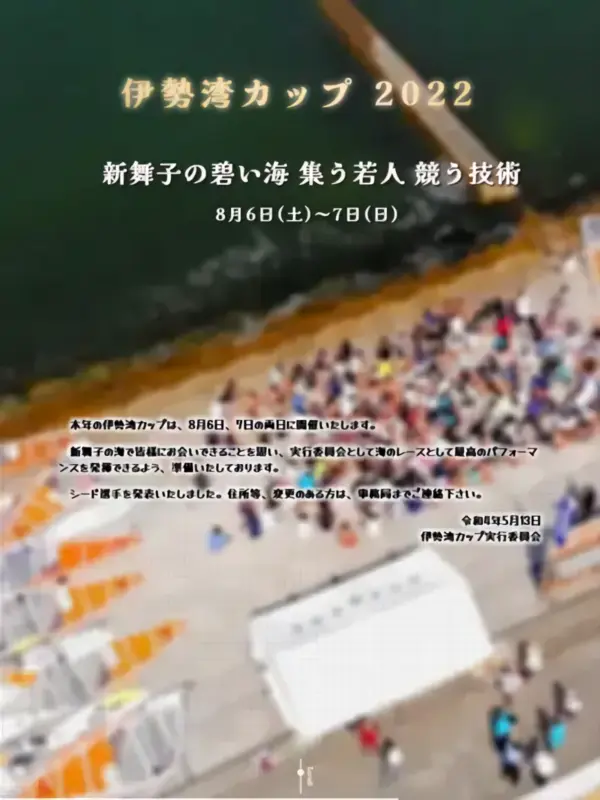 伊勢湾カップ 2022
新舞子の碧い海 集う若人 競う技術
8月6日(土)～7日(日)
本年の伊勢湾カップは、8月6日、7日の両日に開催いたします。
新舞子の海で皆様にお会いできることを思い、実行委員会として海のレースとして最高のパフォーマ
ンスを発揮できるよう、準備いたしております。
シード選手を発表いたしました。住所等、変更のある方は、事務局までご連絡下さい。
令和4年5月13日
伊勢湾カップ実行委員会